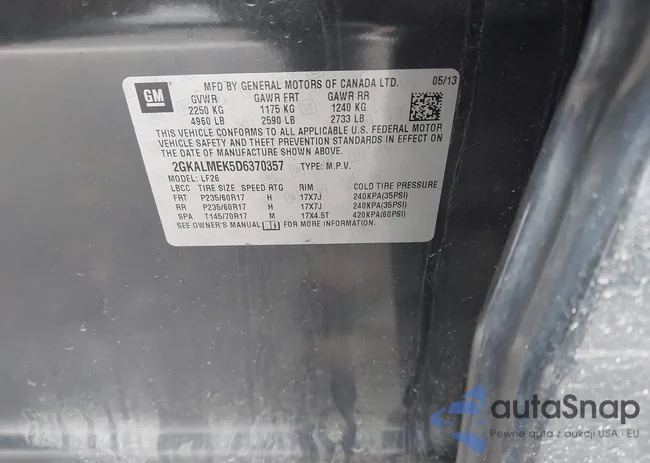 GM
MFD BY GENERAL MOTORS OF CANADA LTD. 05/13
GVWR GAWR FRT GAWR RR
2250 KG 1175 KG 1240 KG
4960 LB 2590 LB 2733 LB
THIS VEHICLE CONFORMS TO ALL APPLICABLE U.S. FEDERAL MOTOR
VEHICLE SAFETY AND THEFT PREVENTION STANDARDS IN EFFECT ON
THE DATE OF MANUFACTURE SHOWN ABOVE.
2GKALMEK5D6370357 TYPE: M.P.V.
MODEL: LF26
LBCC TIRE SIZE SPEED RTG RIM COLD TIRE PRESSURE
FRT P235/60R17 H 17X7J 240KPA(35PSI)
RR P235/60R17 H 17X7J 240KPA(35PSI)
SPA T145/70R17 M 17X4.5T 420KPA(60PSI)
SEE OWNER'S MANUAL FOR MORE INFORMATION.
autaSnap
Pewne auta z aukcji USA i EU